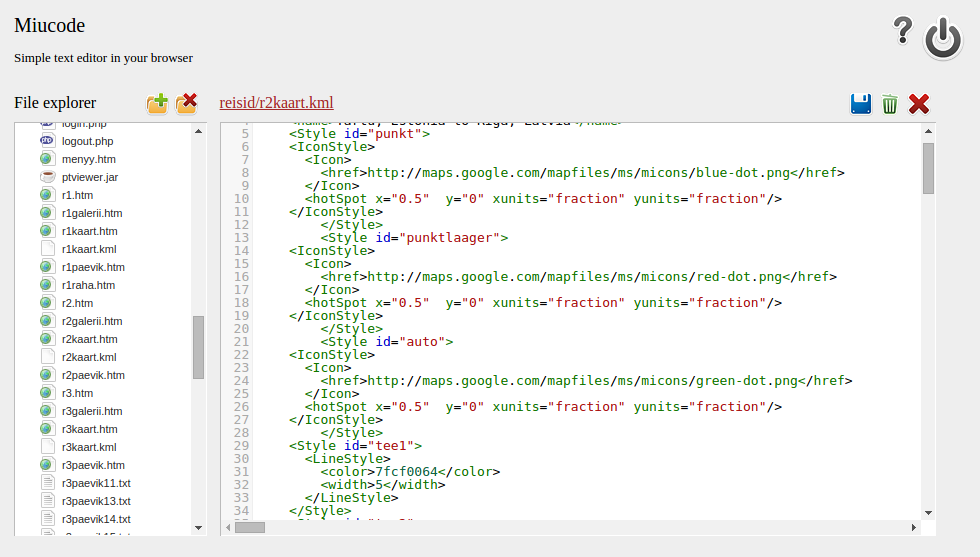 Miucode
Simple text editor in your browser
File explorer
login.php
logout.php
menyy.htm
ptviewer.jar
r1.htm
r1galerii.htm
r1kaart.htm
r1kaart.kml
r1paevik.htm
r1raha.htm
r2.htm
r2galerii.htm
r2kaart.htm
r2kaart.kml
r2paevik.htm
r3.htm
r3galerii.htm
r3kaart.htm
r3kaart.kml
r3paevik.htm
r3paevik11.txt
r3paevik13.txt
r3paevik14.txt
r3paevik15.txt
reisid/r2kaart.kml
4 <name>Tartu, Estonia to Riga, Latvia</name>
5 <Style id="punkt">
6 <IconStyle>
7 <Icon>
8 <href>http://maps.google.com/mapfiles/ms/micons/blue-dot.png</href>
9 </Icon>
10 <hotSpot x="0.5"  y="0" xunits="fraction" yunits="fraction"/>
11 </IconStyle>
12 </Style>
13 <Style id="punktlaager">
14 <IconStyle>
15 <Icon>
16 <href>http://maps.google.com/mapfiles/ms/micons/red-dot.png</href>
17 </Icon>
18 <hotSpot x="0.5"  y="0" xunits="fraction" yunits="fraction"/>
19 </IconStyle>
20 </Style>
21 <Style id="auto">
22 <IconStyle>
23 <Icon>
24 <href>http://maps.google.com/mapfiles/ms/micons/green-dot.png</href>
25 </Icon>
26 <hotSpot x="0.5"  y="0" xunits="fraction" yunits="fraction"/>
27 </IconStyle>
28 </Style>
29 <Style id="tee1">
30 <LineStyle>
31 <color>7fcf0064</color>
32 <width>5</width>
33 </LineStyle>
34 </Style>